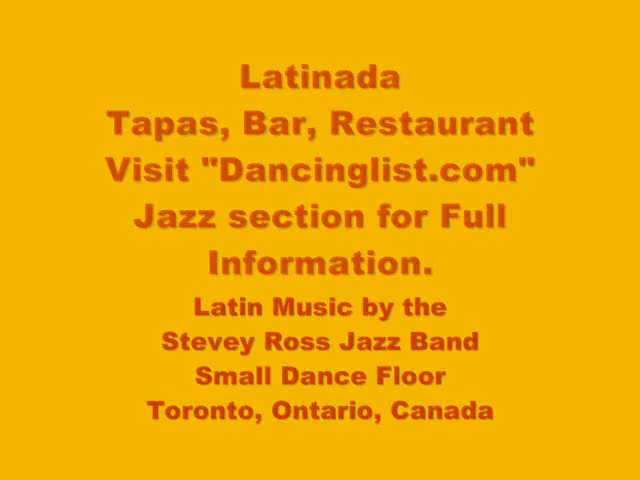 Latinada
Tapas, Bar, Restaurant
Visit "Dancinglist.com"
Jazz section for Full
Information.
Latin Music by the
Stevey Ross Jazz Band
Small Dance Floor
Toronto, Ontario, Canada